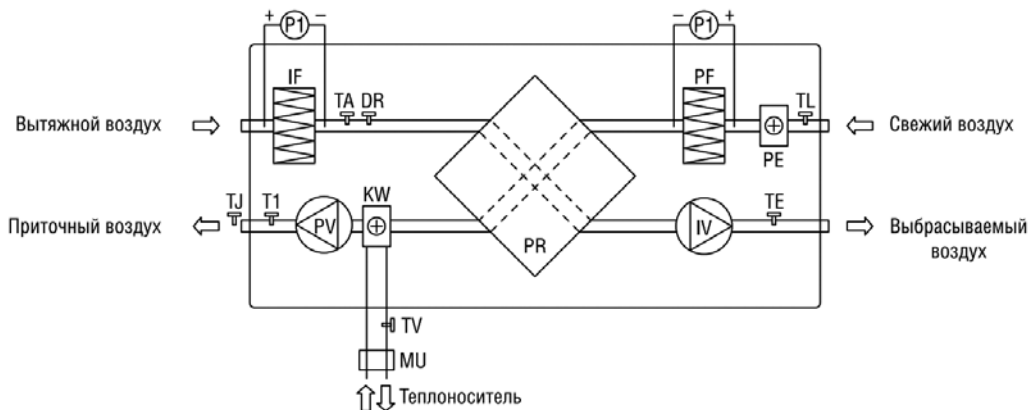 + P1 −
− P1 +
IF
PF
TA DR
TL
Вытяжной воздух
Свежий воздух
PE
TJ T1
KW
TE
Приточный воздух
PV
PR
IV
Выбрасываемый
воздух
TV
MU
Теплоноситель